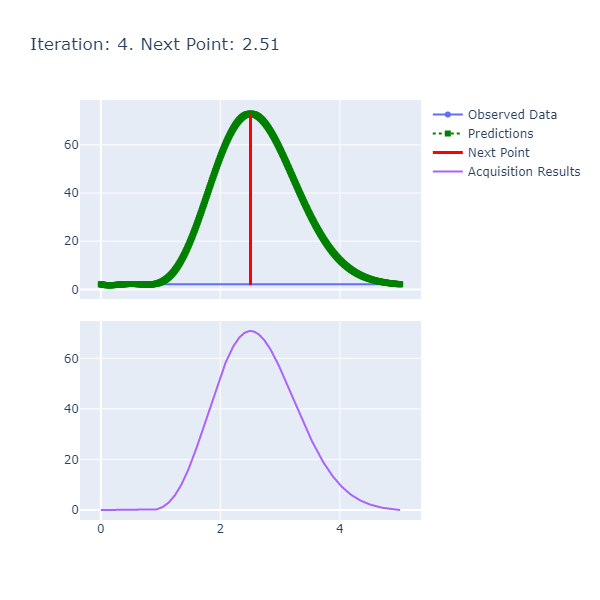 Iteration: 4. Next Point: 2.51
Observed Data
Predictions
Next Point
Acquisition Results
60
40
20
0
60
40
20
0
0 2 4